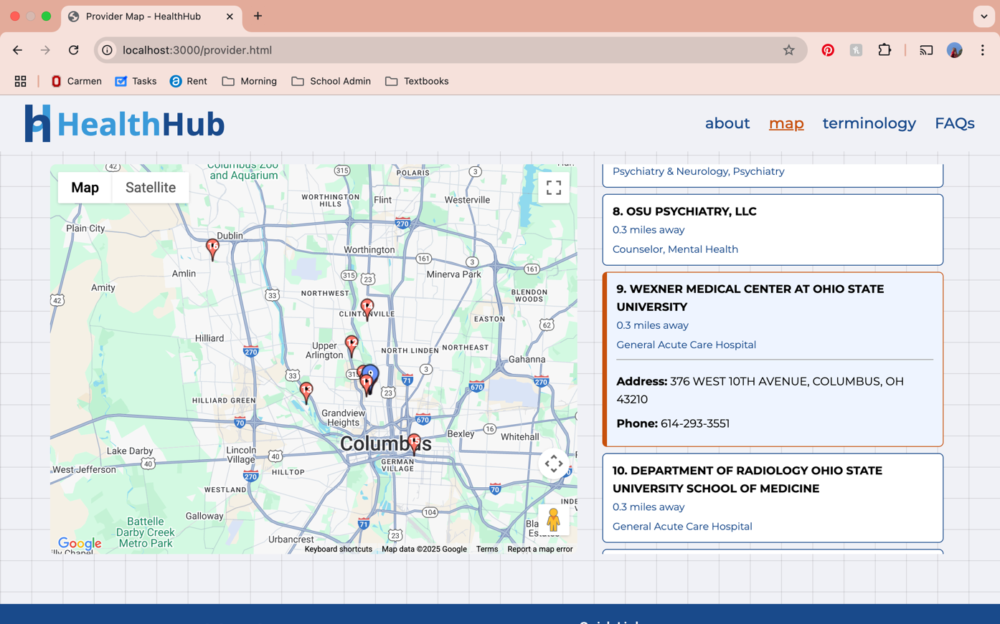 Provider Map - HealthHub
localhost:3000/provider.html
Carmen
Tasks
Rent
Morning
School Admin
Textbooks
HealthHub
about
map
terminology
FAQs
Map
Satellite
Columbus Zoo
and Aquarium
42
315
POLARIS
3
WORTHINGTON
HILLS
Flint
Westerville
270
Plain City
Dublin
16
Worthington
161
3
161
315
23
Minerva Park
Amlin
Amity
42
33
NORTHWEST
BLENDON
WOODS
CLINTONVILLE
EASTON
62
Hilliard
270
Upper
Arlington
12
NORTH LINDEN
NORTHEAST
Gahanna
3
33
9
71
270
23
670
13
HILLIARD GREEN
70
Grandview
Heights
670
Bexley
16
Whitehall
Columbus
Lake Darby
40
Lincoln
Village
40
GERMAN
VILLAGE
West Jefferson
270
HILLTOP
70
WESTLAND
Galloway
104
71
Battelle
Darby Creek
Metro Park
23
Urbancrest
Google
Keyboard shortcuts
Map data ©2025 Google
Terms
Report a map error
Psychiatry & Neurology, Psychiatry
8. OSU PSYCHIATRY, LLC
0.3 miles away
Counselor, Mental Health
9. WEXNER MEDICAL CENTER AT OHIO STATE
UNIVERSITY
0.3 miles away
General Acute Care Hospital
Address: 376 WEST 10TH AVENUE, COLUMBUS, OH
43210
Phone: 614-293-3551
10. DEPARTMENT OF RADIOLOGY OHIO STATE
UNIVERSITY SCHOOL OF MEDICINE
0.3 miles away
General Acute Care Hospital